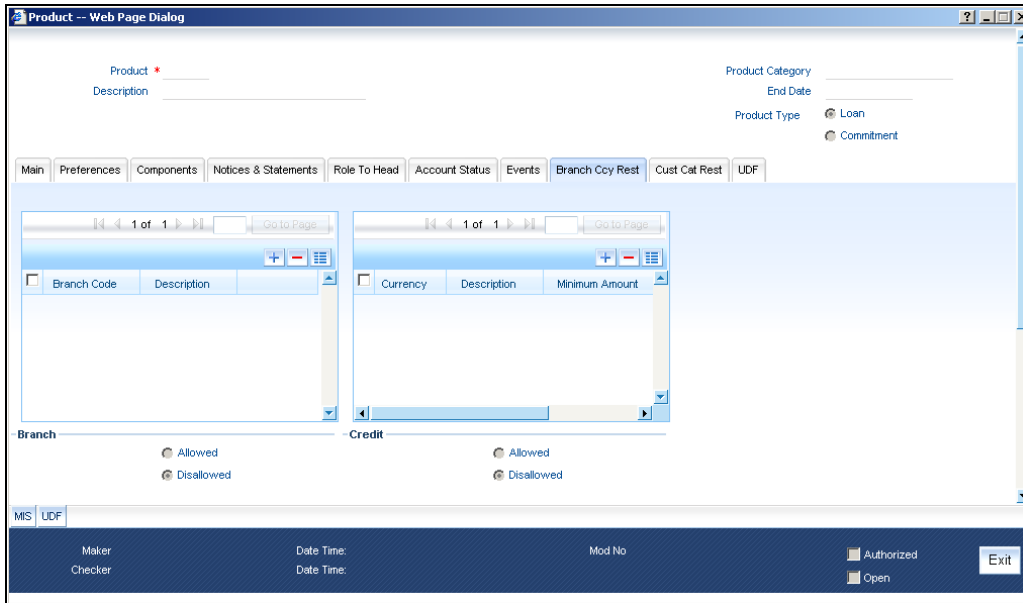 Product -- Web Page Dialog
Product *
Product Category
Description
End Date
Product Type
Loan
Commitment
Main Preferences Components Notices & Statements Role To Head Account Status Events Branch Ccy Rest Cust Cat Rest UDF
1 of 1 Go to Page
1 of 1 Go to Page
Branch Code Description
Currency Description Minimum Amount
Branch
Credit
Allowed
Allowed
Disallowed
Disallowed
MIS UDF
Maker Date Time: Mod No
Authorized
Checker Date Time:
Open
Exit